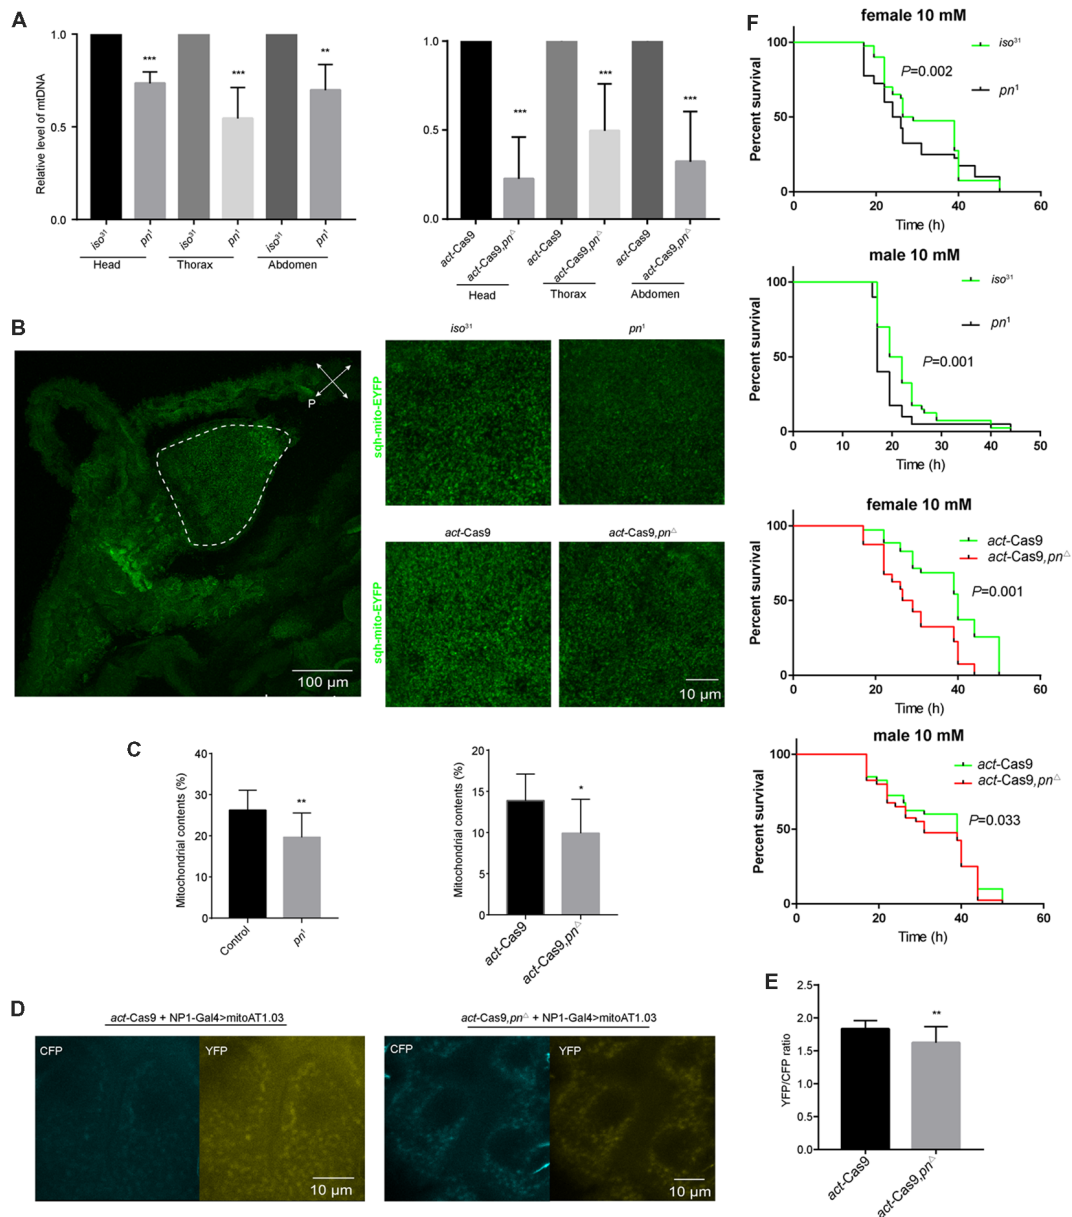 A
Relative level of mtDNA
1.0
0.5
1.0
***
***
**
iso³¹
pn¹
iso³¹
pn¹
iso³¹
pn¹
Head
Thorax
Abdomen
1.0
0.5
0.0
***
***
***
act-Cas9
act-Cas9,pn△
act-Cas9
act-Cas9,pn△
act-Cas9
act-Cas9,pn△
Head
Thorax
Abdomen
B
P
100 µm
iso³¹
pn¹
sqh-mito-EYFP
act-Cas9
act-Cas9,pn△
sqh-mito-EYFP
10 µm
C
Mitochondrial contents (%)
40
30
20
10
0
**
Control
pn¹
Mitochondrial contents (%)
20
15
10
5
0
*
act-Cas9
act-Cas9,pn△
D
act-Cas9 + NP1-Gal4>mitoAT1.03
CFP
YFP
10 µm
act-Cas9,pn△ + NP1-Gal4>mitoAT1.03
CFP
YFP
10 µm
F
female 10 mM
Percent survival
100
50
0
iso³¹
pn¹
P=0.002
0
20
40
60
Time (h)
male 10 mM
Percent survival
100
50
0
iso³¹
pn¹
P=0.001
0
10
20
30
40
50
Time (h)
female 10 mM
Percent survival
100
50
0
act-Cas9
act-Cas9,pn△
P=0.001
0
20
40
60
Time (h)
male 10 mM
Percent survival
100
50
0
act-Cas9
act-Cas9,pn△
P=0.033
0
20
40
60
Time (h)
E
YFP/CFP ratio
2.5
2.0
1.5
1.0
0.5
0.0
**
act-Cas9
act-Cas9,pn△